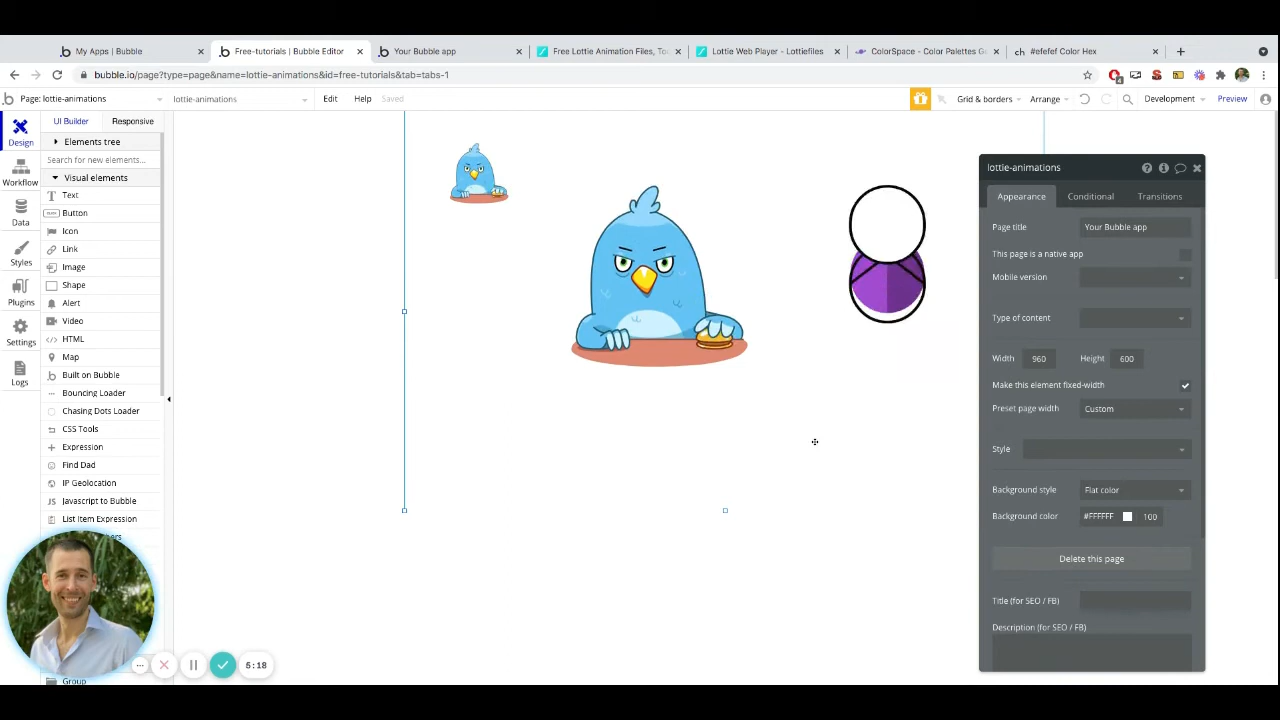 My Apps | Bubble
Free-tutorials | Bubble Editor
Your Bubble app
Free Lottie Animation Files, Too
Lottie Web Player - Lottiefiles
ColorSpace - Color Palettes Ge
ch #efefef Color Hex
bubble.io/page?type=page&name=lottie-animations&id=free-tutorials&tab=tabs-1
Page: lottie-animations
lottie-animations
Edit
Help
Saved
Grid & borders
Arrange
Development
Preview
Design
Workflow
Data
Styles
Plugins
Settings
Logs
UI Builder
Responsive
Elements tree
Search for new elements...
Visual elements
Text
Button
Icon
Link
Image
Shape
Alert
Video
HTML
Map
Built on Bubble
Bouncing Loader
Chasing Dots Loader
CSS Tools
Expression
Find Dad
IP Geolocation
Javascript to Bubble
List Item Expression
Group
5:18
lottie-animations
Appearance
Conditional
Transitions
Page title
Your Bubble app
This page is a native app
Mobile version
Type of content
Width
960
Height
600
Make this element fixed-width
Preset page width
Custom
Style
Background style
Flat color
Background color
#FFFFFF
100
Delete this page
Title (for SEO / FB)
Description (for SEO / FB)